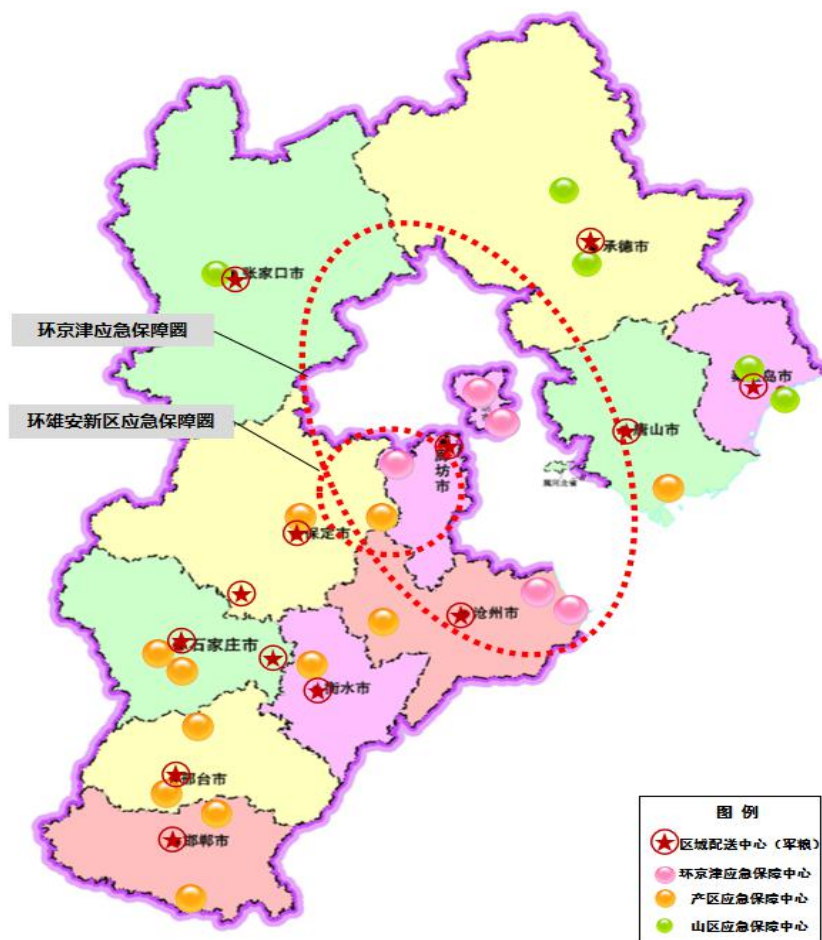 承德市
张家口市
环京津应急保障圈
岛市
环雄安新区应急保障圈
唐山市
廊坊市
保定市
沧州市
石家庄市
衡水市
邢台市
邯郸市
图 例
区域配送中心（军粮）
环京津应急保障中心
产区应急保障中心
山区应急保障中心